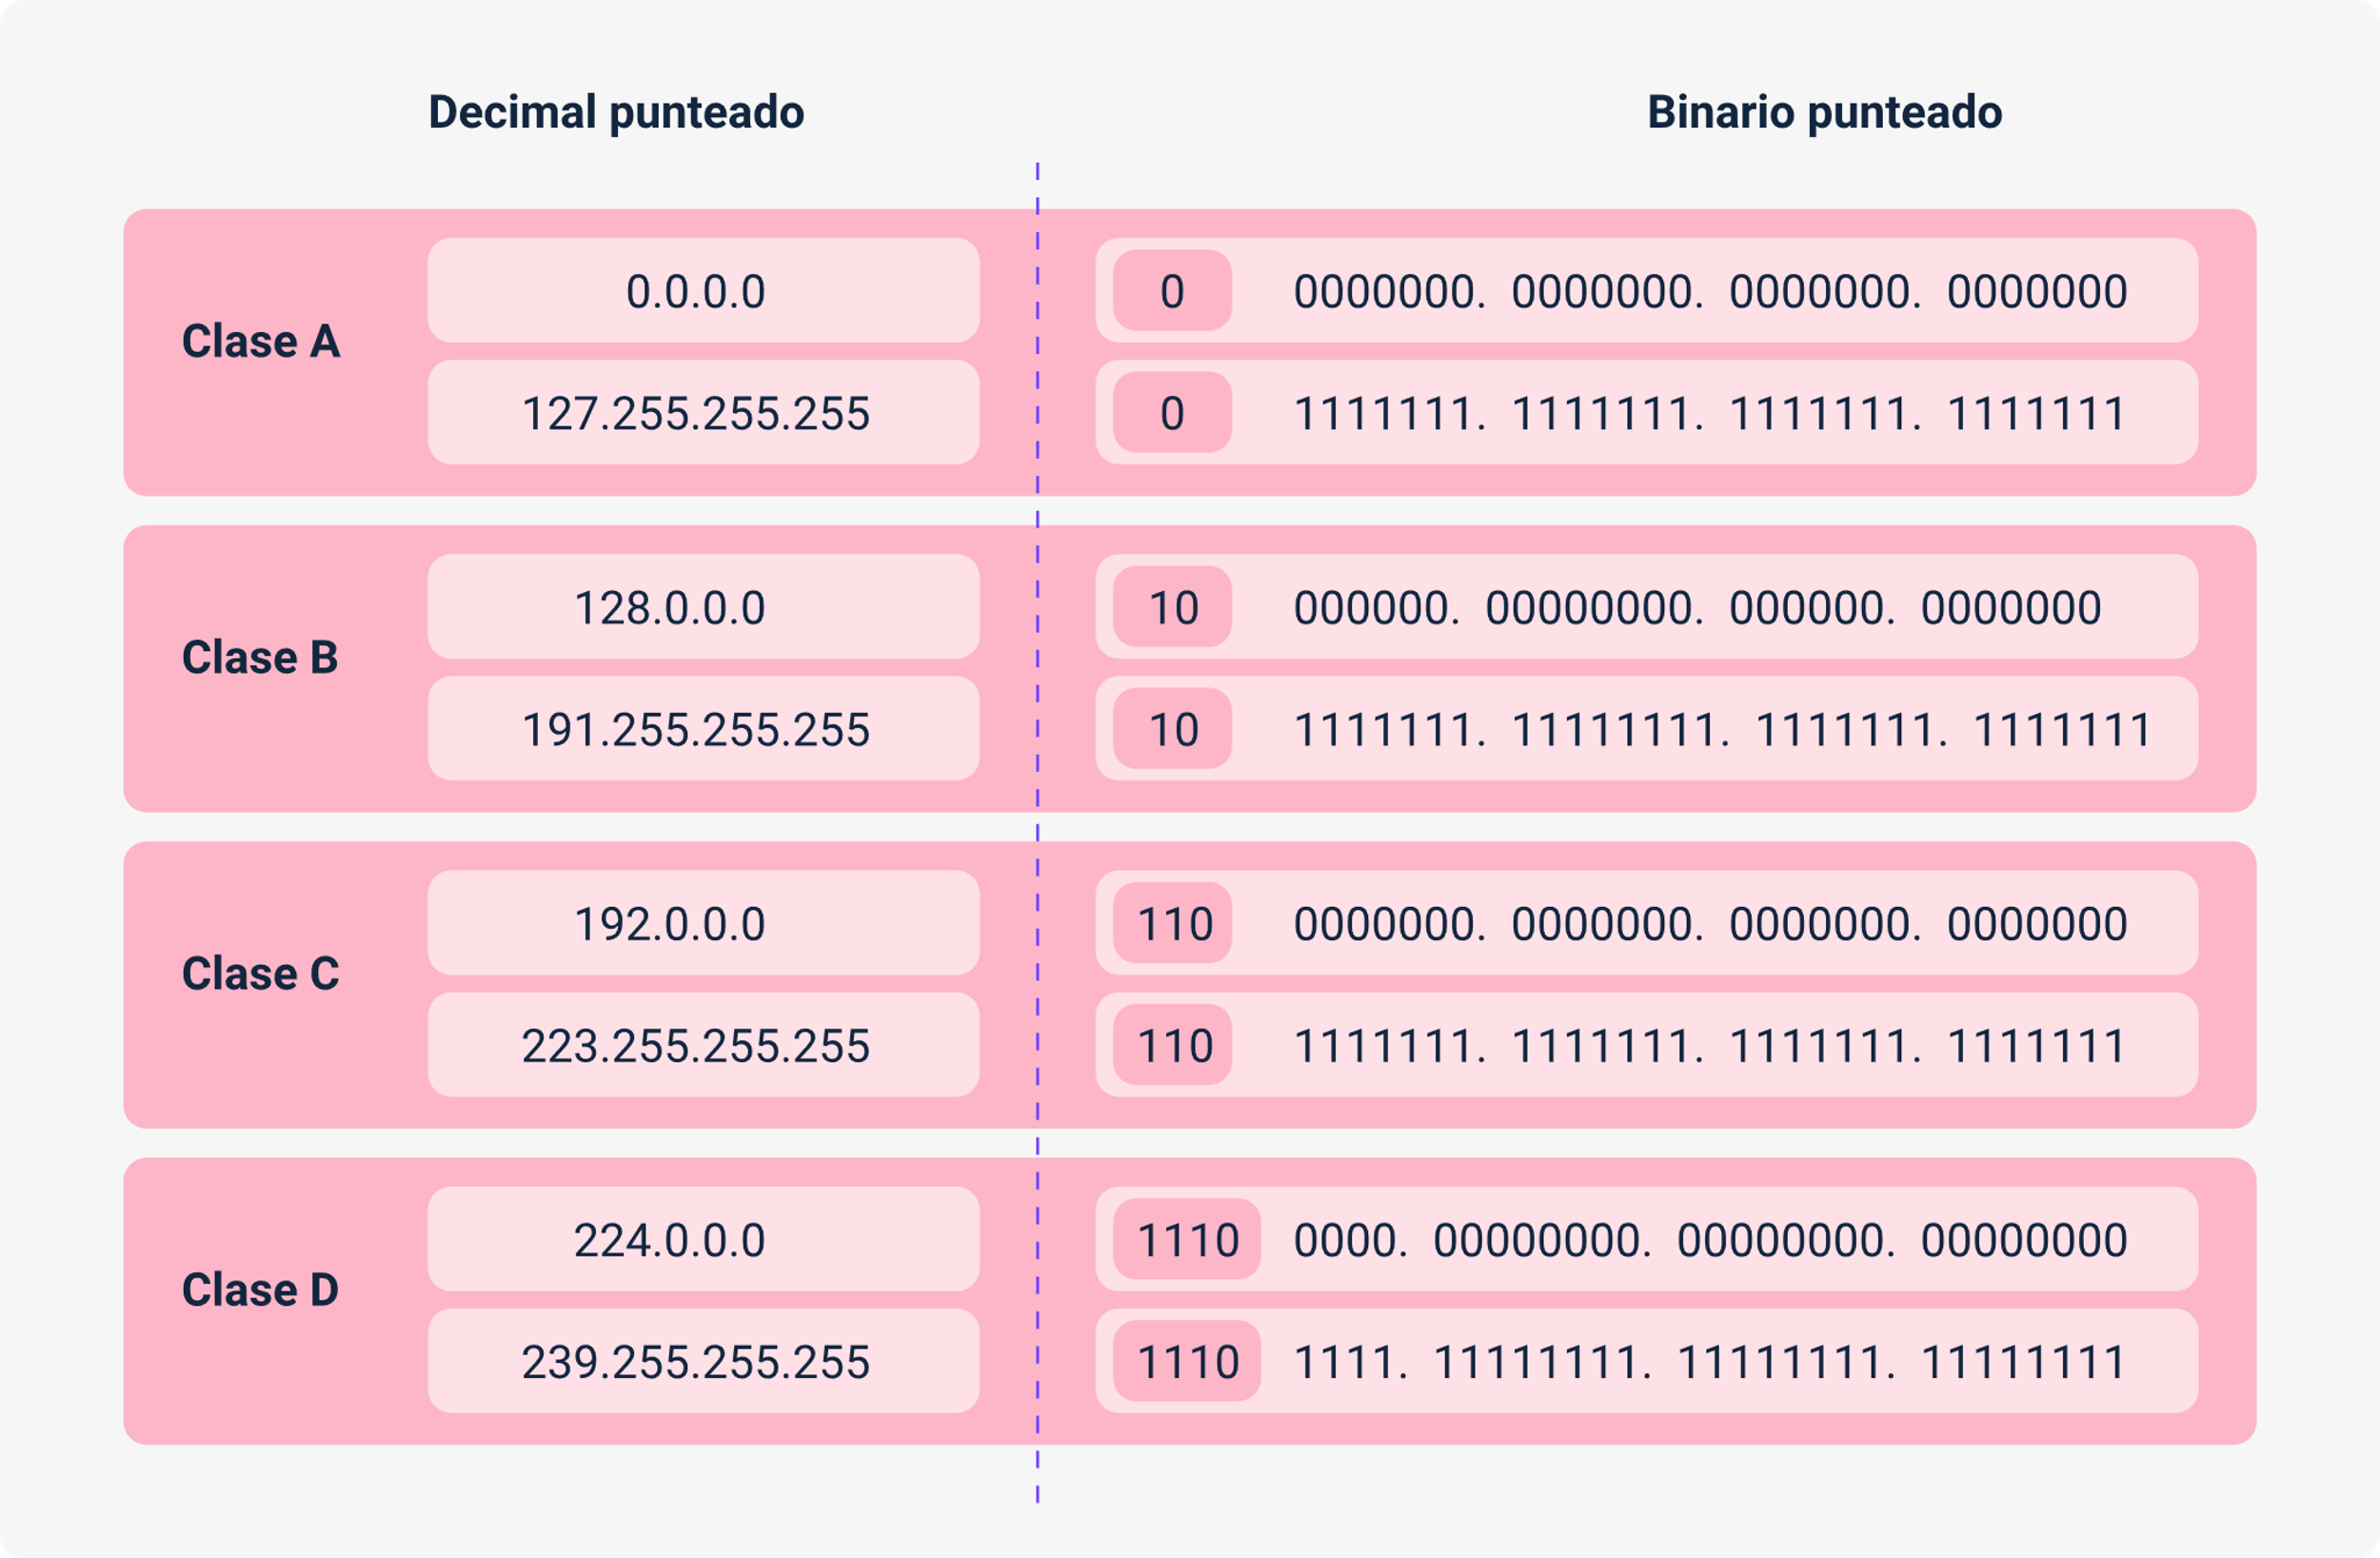 Decimal punteado Binario punteado
Clase A
0.0.0.0 0 0000000. 0000000. 0000000. 0000000
127.255.255.255 0 1111111. 1111111. 1111111. 1111111
Clase B
128.0.0.0 10 000000. 00000000. 000000. 0000000
191.255.255.255 10 1111111. 11111111. 1111111. 1111111
Clase C
192.0.0.0 110 0000000. 0000000. 0000000. 0000000
223.255.255.255 110 1111111. 1111111. 1111111. 1111111
Clase D
224.0.0.0 1110 0000. 00000000. 00000000. 00000000
239.255.255.255 1110 1111. 11111111. 11111111. 11111111